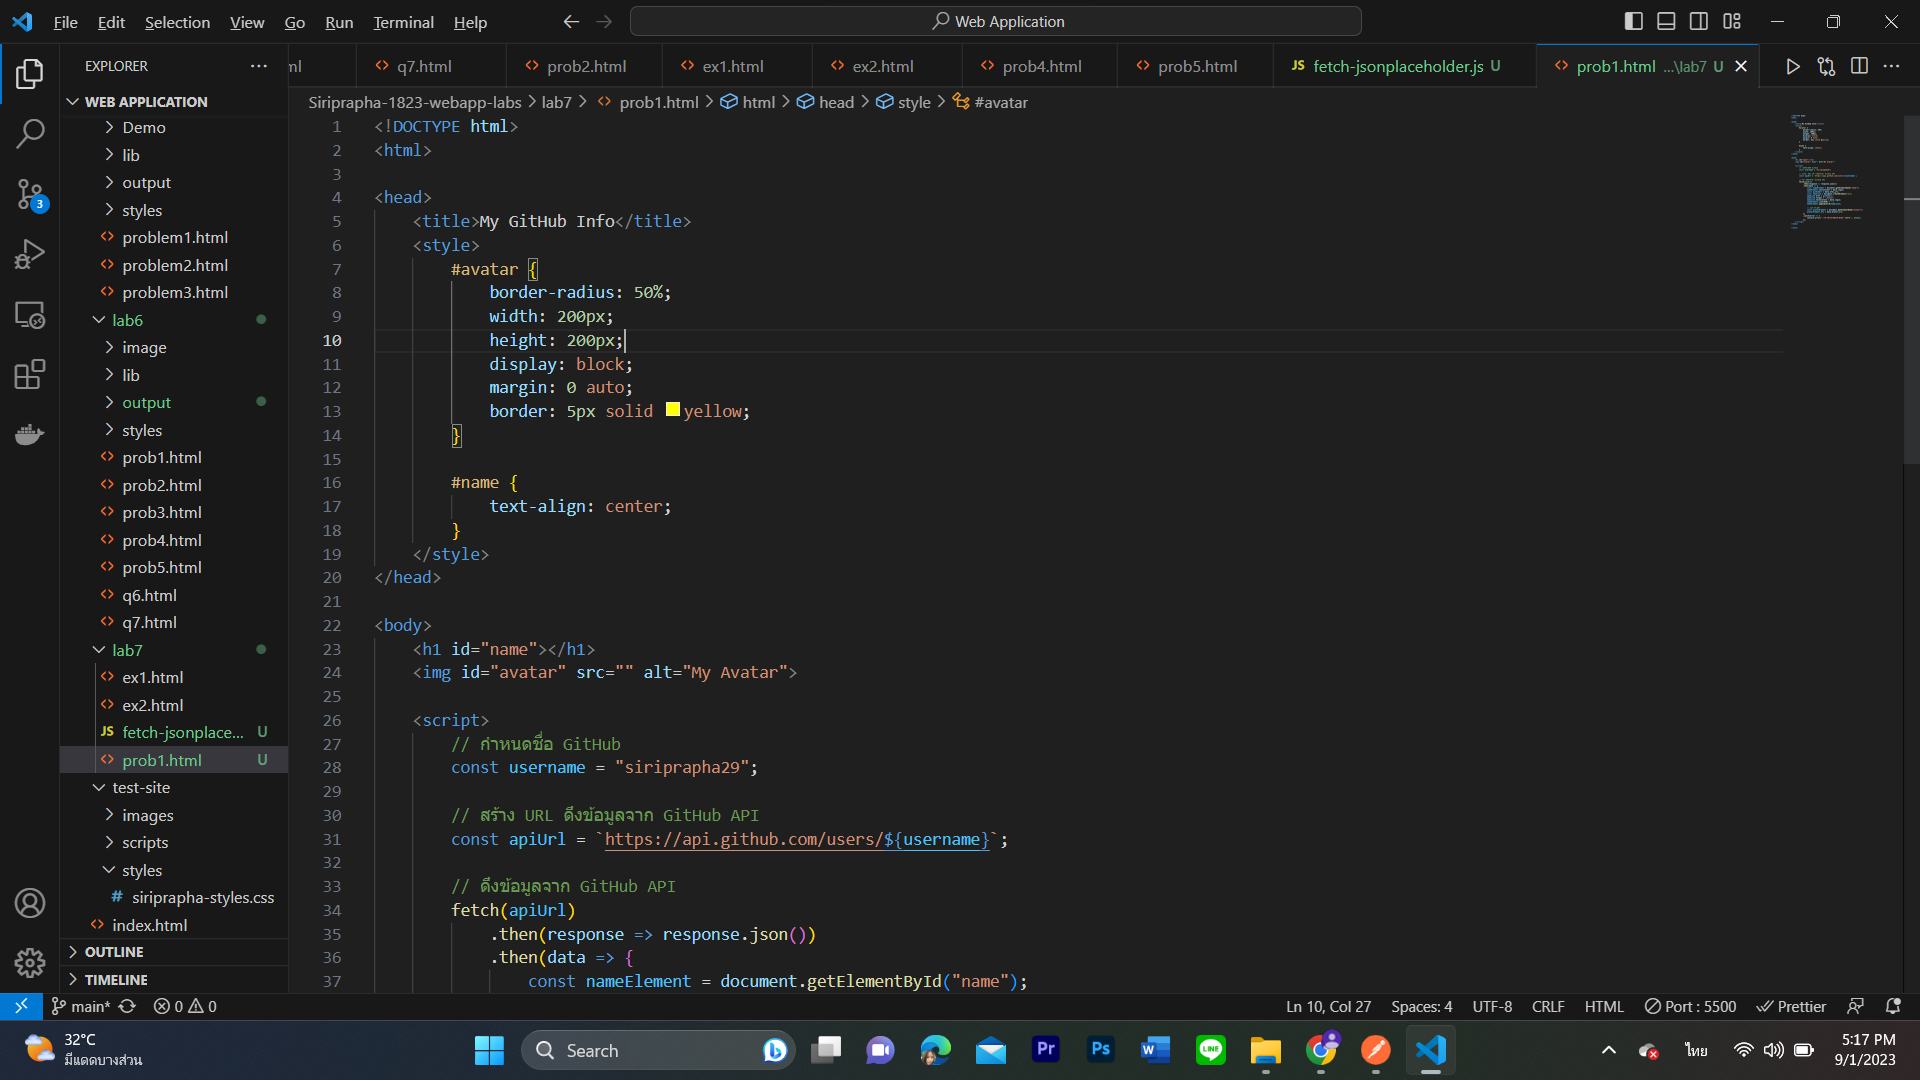 File Edit Selection View Go Run Terminal Help
Web Application
EXPLORER
WEB APPLICATION
Demo
lib
output
styles
problem1.html
problem2.html
problem3.html
lab6
image
lib
output
styles
prob1.html
prob2.html
prob3.html
prob4.html
prob5.html
q6.html
q7.html
lab7
ex1.html
ex2.html
JS fetch-jsonplace... U
prob1.html U
test-site
images
scripts
styles
# siriprapha-styles.css
index.html
OUTLINE
TIMELINE
ml q7.html prob2.html ex1.html ex2.html prob4.html prob5.html JS fetch-jsonplaceholder.js U prob1.html ...\lab7 U
Siriprapha-1823-webapp-labs > lab7 > prob1.html > html > head > style > #avatar
1 <!DOCTYPE html>
2 <html>
3
4 <head>
5 <title>My GitHub Info</title>
6 <style>
7 #avatar {
8 border-radius: 50%;
9 width: 200px;
10 height: 200px;
11 display: block;
12 margin: 0 auto;
13 border: 5px solid yellow;
14 }
15
16 #name {
17 text-align: center;
18 }
19 </style>
20 </head>
21
22 <body>
23 <h1 id="name"></h1>
24 <img id="avatar" src="" alt="My Avatar">
25
26 <script>
27 // กำหนดชื่อ GitHub
28 const username = "siriprapha29";
29
30 // สร้าง URL ดึงข้อมูลจาก GitHub API
31 const apiUrl = `https://api.github.com/users/${username}`;
32
33 // ดึงข้อมูลจาก GitHub API
34 fetch(apiUrl)
35 .then(response => response.json())
36 .then(data => {
37 const nameElement = document.getElementById("name");
3
main* 0 0 Ln 10, Col 27 Spaces: 4 UTF-8 CRLF HTML Port : 5500 Prettier
32°C
มีแดดบางส่วน
Search
Pr
Ps
W
LINE
ไทย
5:17 PM
9/1/2023